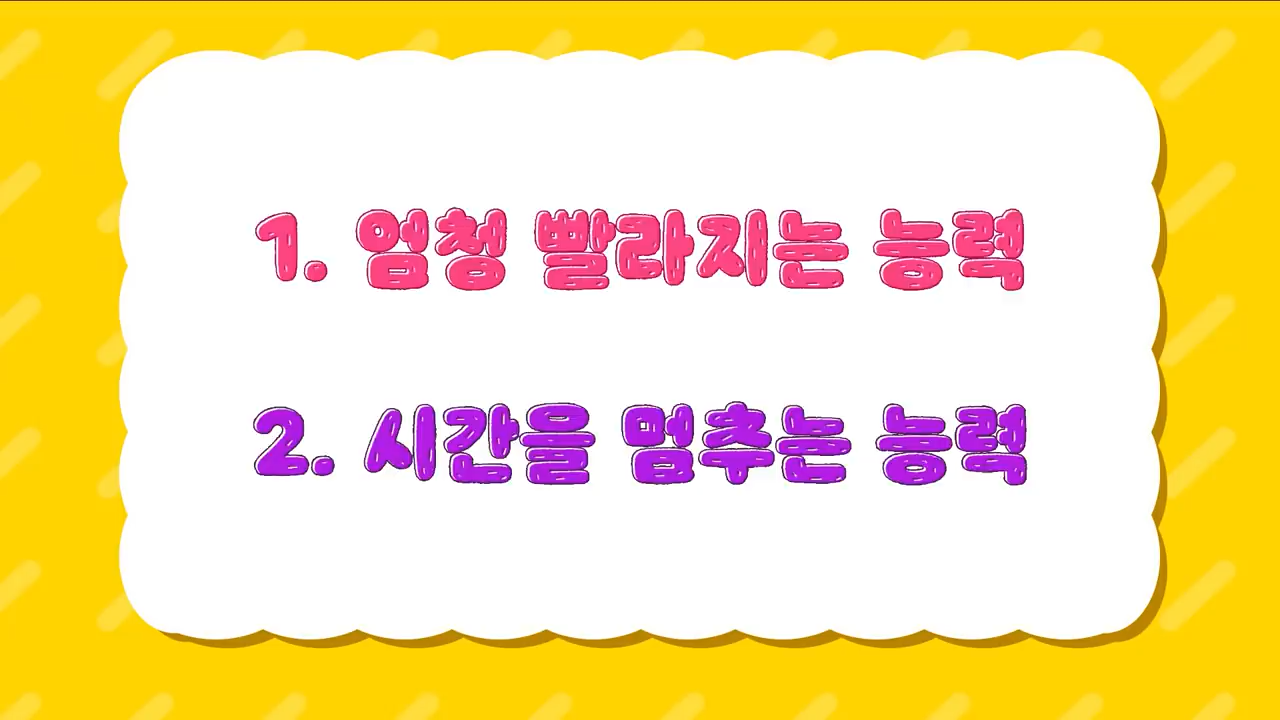 1. 엄청 빨라지는 능력
2. 시간을 멈추는 능력